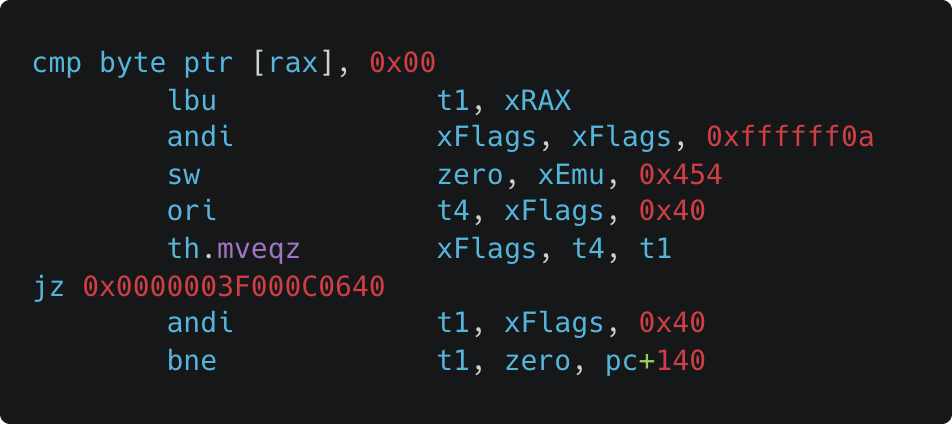 cmp byte ptr [rax], 0x00
lbu t1, xRAX
andi xFlags, xFlags, 0xffffff0a
sw zero, xEmu, 0x454
ori t4, xFlags, 0x40
th.mveqz xFlags, t4, t1
jz 0x0000003F000C0640
andi t1, xFlags, 0x40
bne t1, zero, pc+140